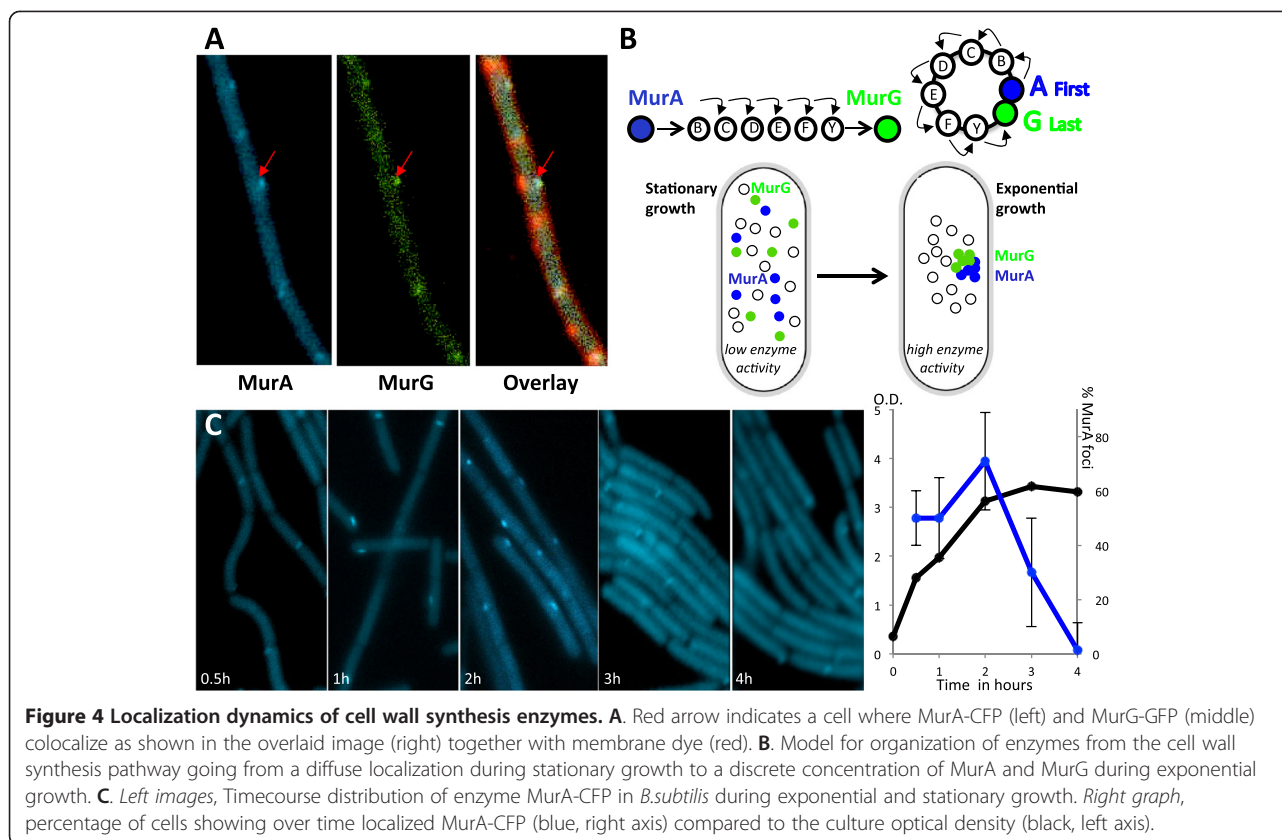 A
MurA
MurG
Overlay
B
MurA
B
C
D
E
F
Y
MurG
D
C
B
E
A First
F
Y
G Last
Stationary
growth
MurG
MurA
low enzyme
activity
Exponential
growth
MurG
MurA
high enzyme
activity
C
0.5h
1h
2h
3h
4h
O.D.
5
4
3
2
1
0
% MurA foci
80
60
40
20
0
0 1 2 3 4
Time in hours
Figure 4 Localization dynamics of cell wall synthesis enzymes. A. Red arrow indicates a cell where MurA-CFP (left) and MurG-GFP (middle)
colocalize as shown in the overlaid image (right) together with membrane dye (red). B. Model for organization of enzymes from the cell wall
synthesis pathway going from a diffuse localization during stationary growth to a discrete concentration of MurA and MurG during exponential
growth. C. Left images, Timecourse distribution of enzyme MurA-CFP in B.subtilis during exponential and stationary growth. Right graph,
percentage of cells showing over time localized MurA-CFP (blue, right axis) compared to the culture optical density (black, left axis).